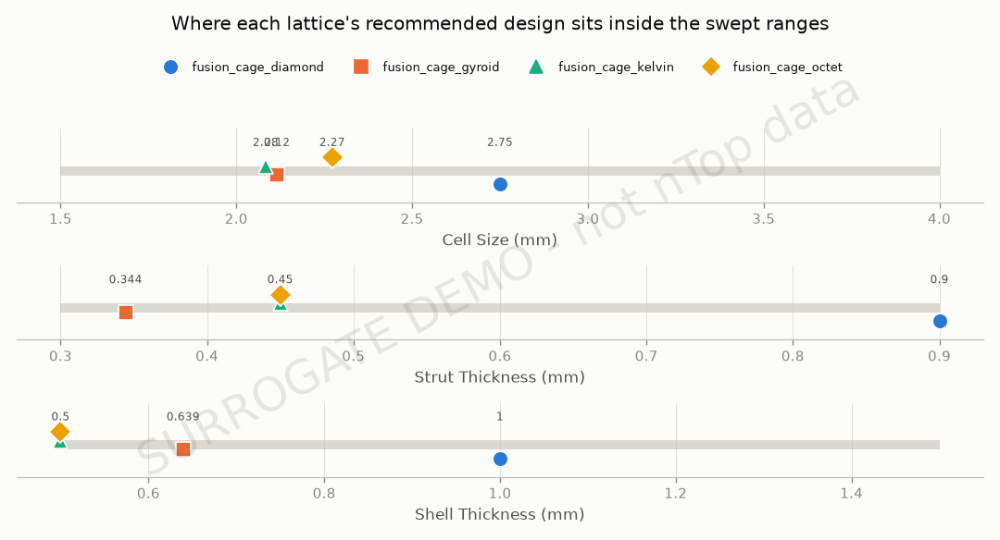 Where each lattice's recommended design sits inside the swept ranges
fusion_cage_diamond fusion_cage_gyroid fusion_cage_kelvin fusion_cage_octet
2.08 2.12 2.27 2.75
1.5 2.0 2.5 3.0 3.5 4.0
Cell Size (mm)
0.344 0.45 0.9
0.3 0.4 0.5 0.6 0.7 0.8 0.9
Strut Thickness (mm)
0.5 0.639 1
0.6 0.8 1.0 1.2 1.4
Shell Thickness (mm)
SURROGATE DEMO - not nTop data